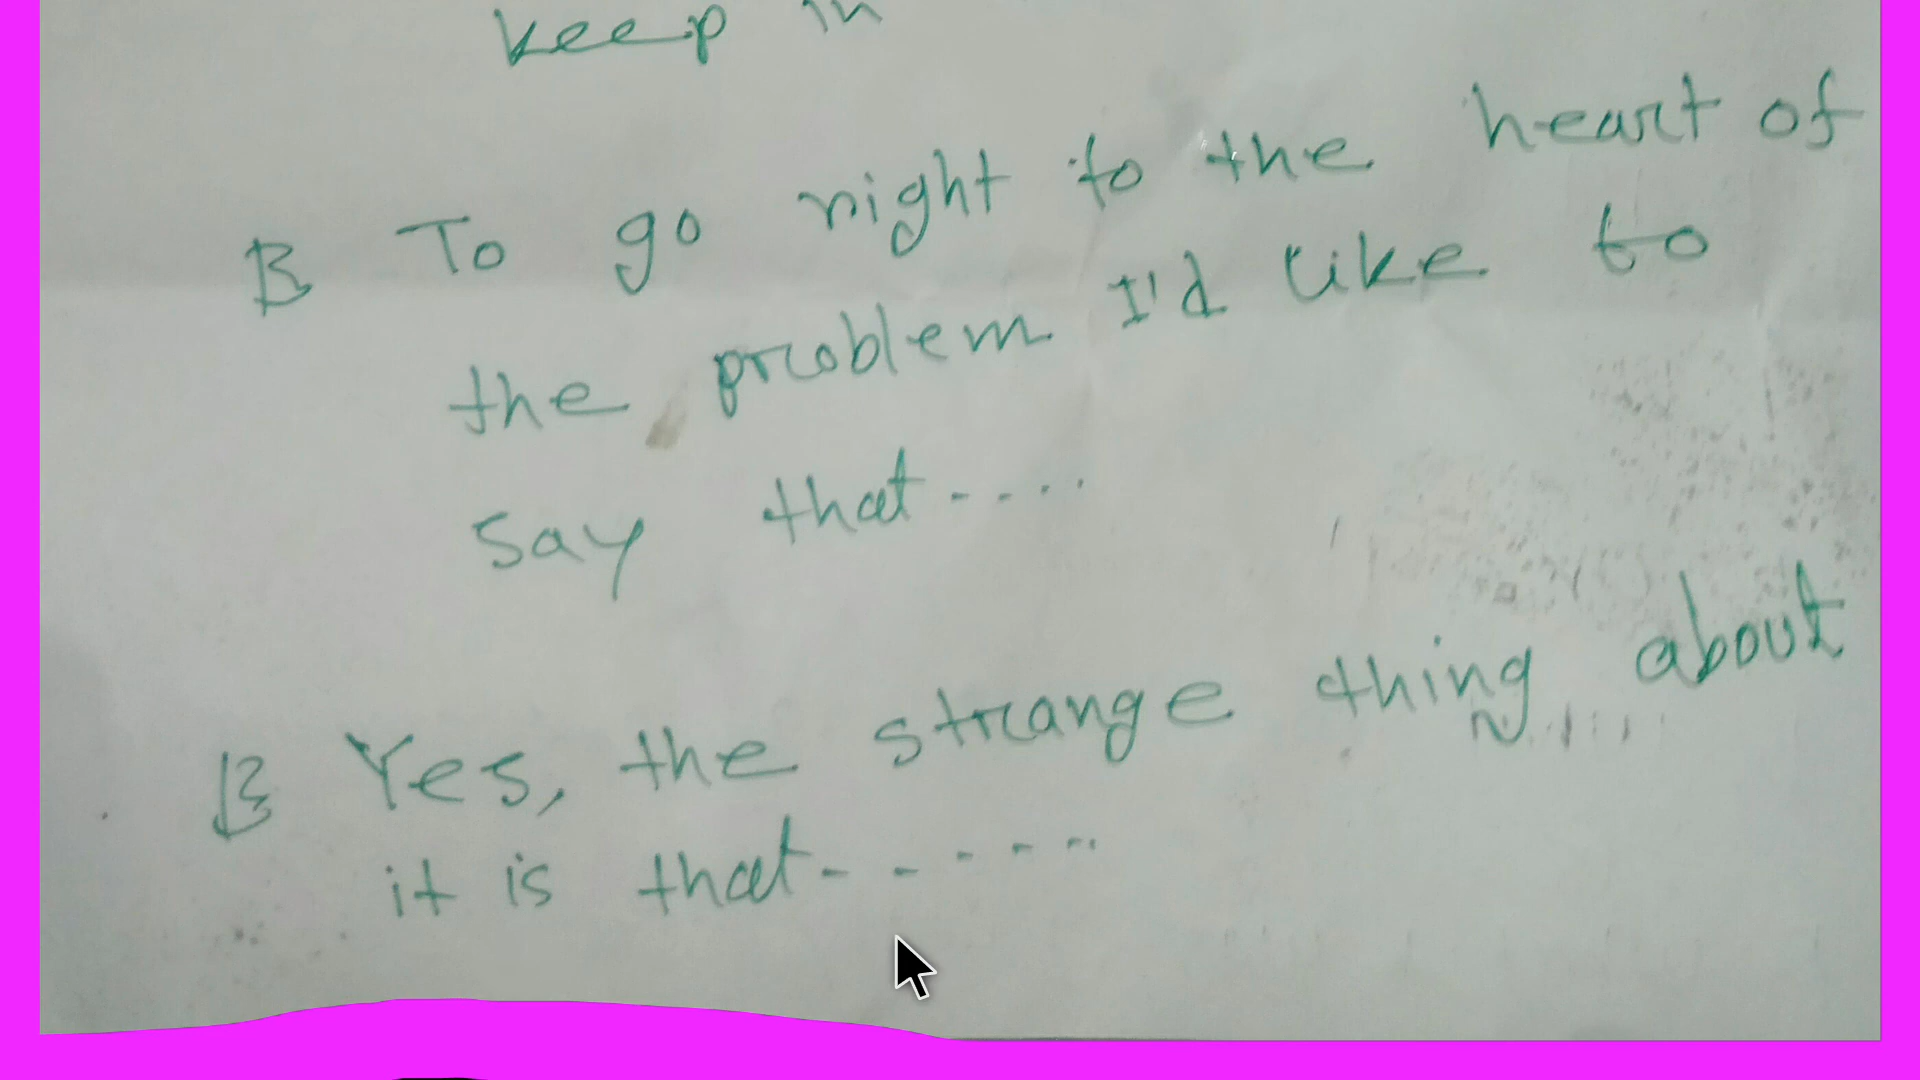 keep in
B To go right to the heart of
the problem I'd like to
say that....
B Yes, the strange thing about
it is that------